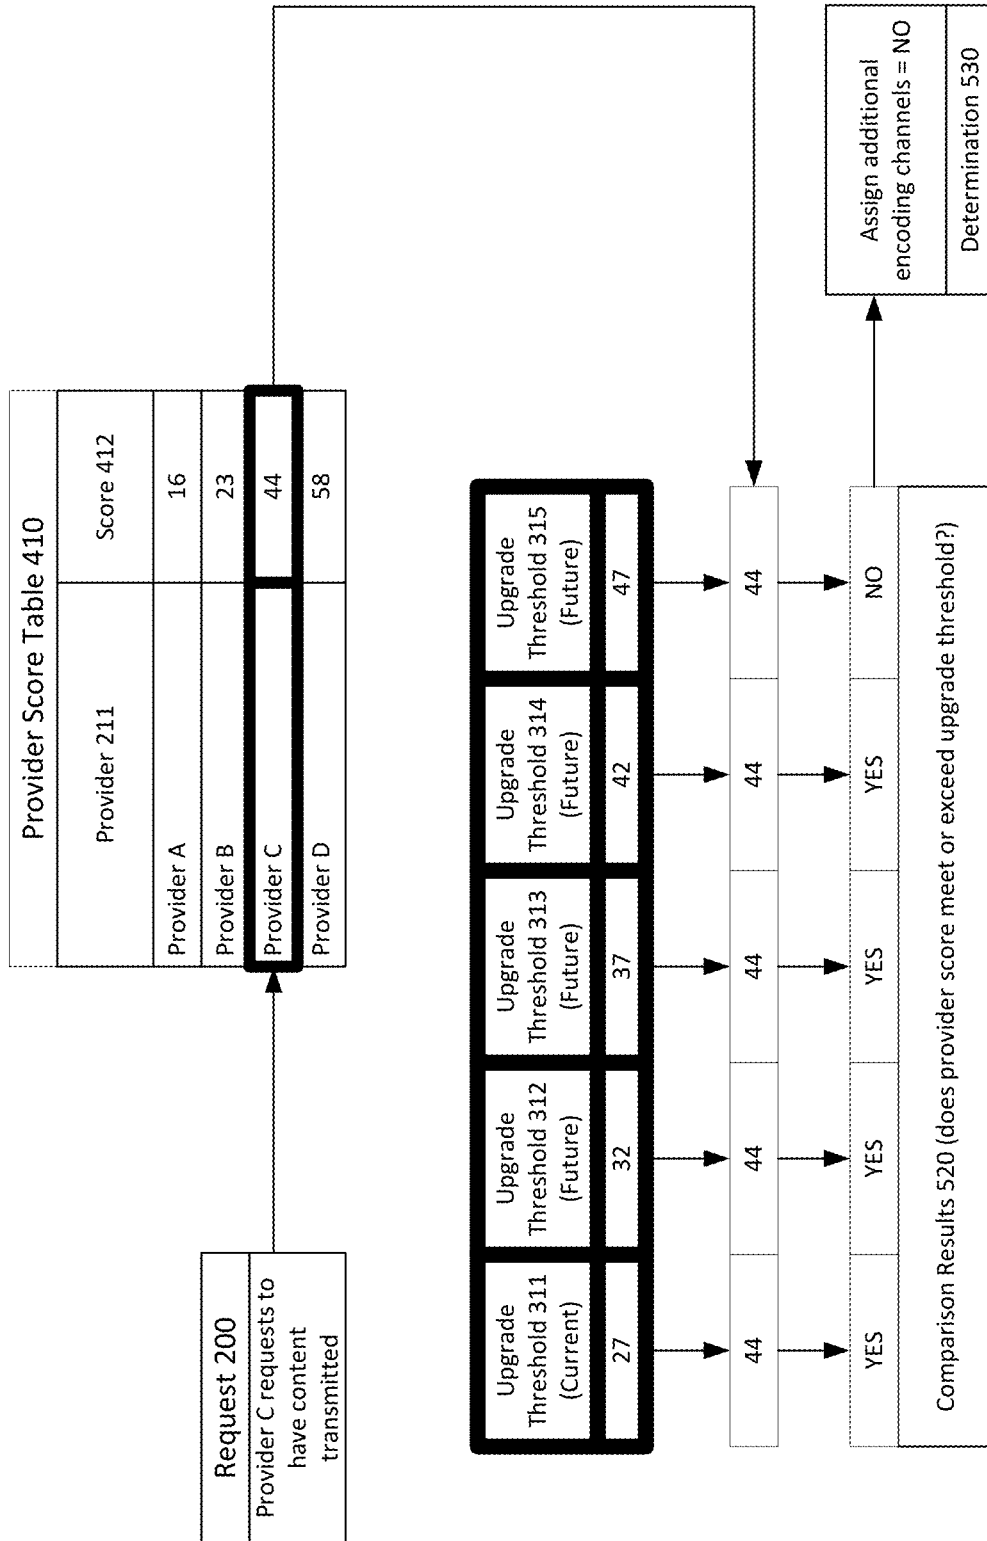 Provider Score Table 410
Provider 211
Score 412
Provider A
16
Provider B
23
Provider C
44
Provider D
58
Request 200
Provider C requests to
have content
transmitted
Upgrade
Threshold 311
(Current)
Upgrade
Threshold 312
(Future)
Upgrade
Threshold 313
(Future)
Upgrade
Threshold 314
(Future)
Upgrade
Threshold 315
(Future)
27
32
37
42
47
44
44
44
44
44
YES
YES
YES
YES
NO
Comparison Results 520 (does provider score meet or exceed upgrade threshold?)
Assign additional
encoding channels = NO
Determination 530